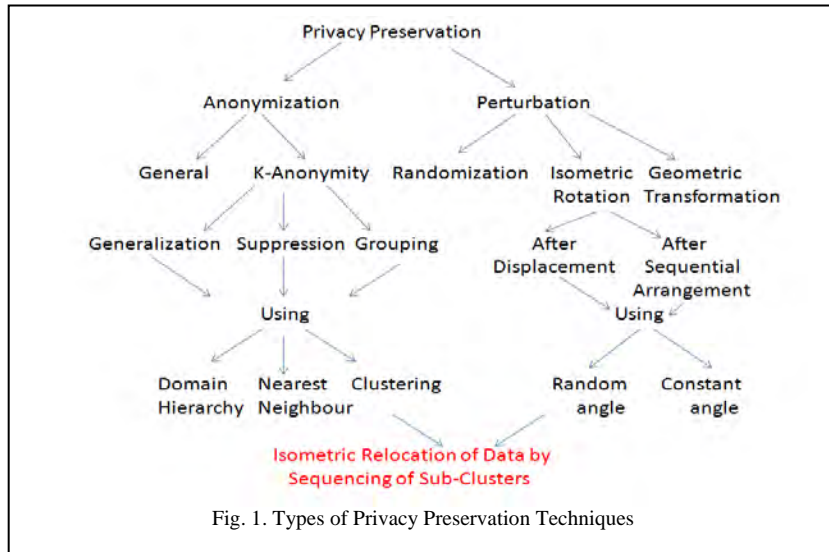 Privacy Preservation
Anonymization
Perturbation
General
K-Anonymity
Randomization
Isometric
Rotation
Geometric
Transformation
Generalization
Suppression
Grouping
After
Displacement
After
Sequential
Arrangement
Using
Using
Domain
Hierarchy
Nearest
Neighbour
Clustering
Random
angle
Constant
angle
Isometric Relocation of Data by
Sequencing of Sub-Clusters
Fig. 1. Types of Privacy Preservation Techniques